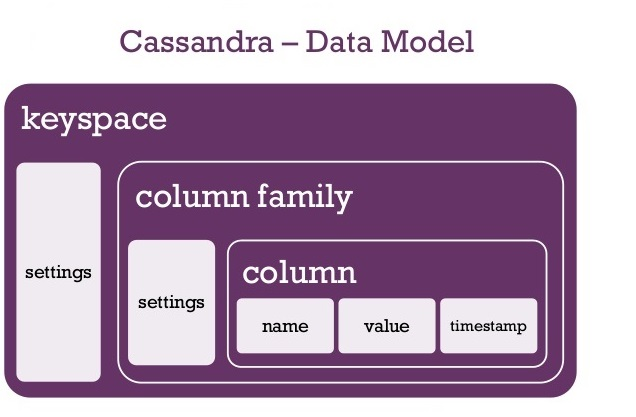 Cassandra – Data Model
keyspace
settings
column family
settings
column
name
value
timestamp